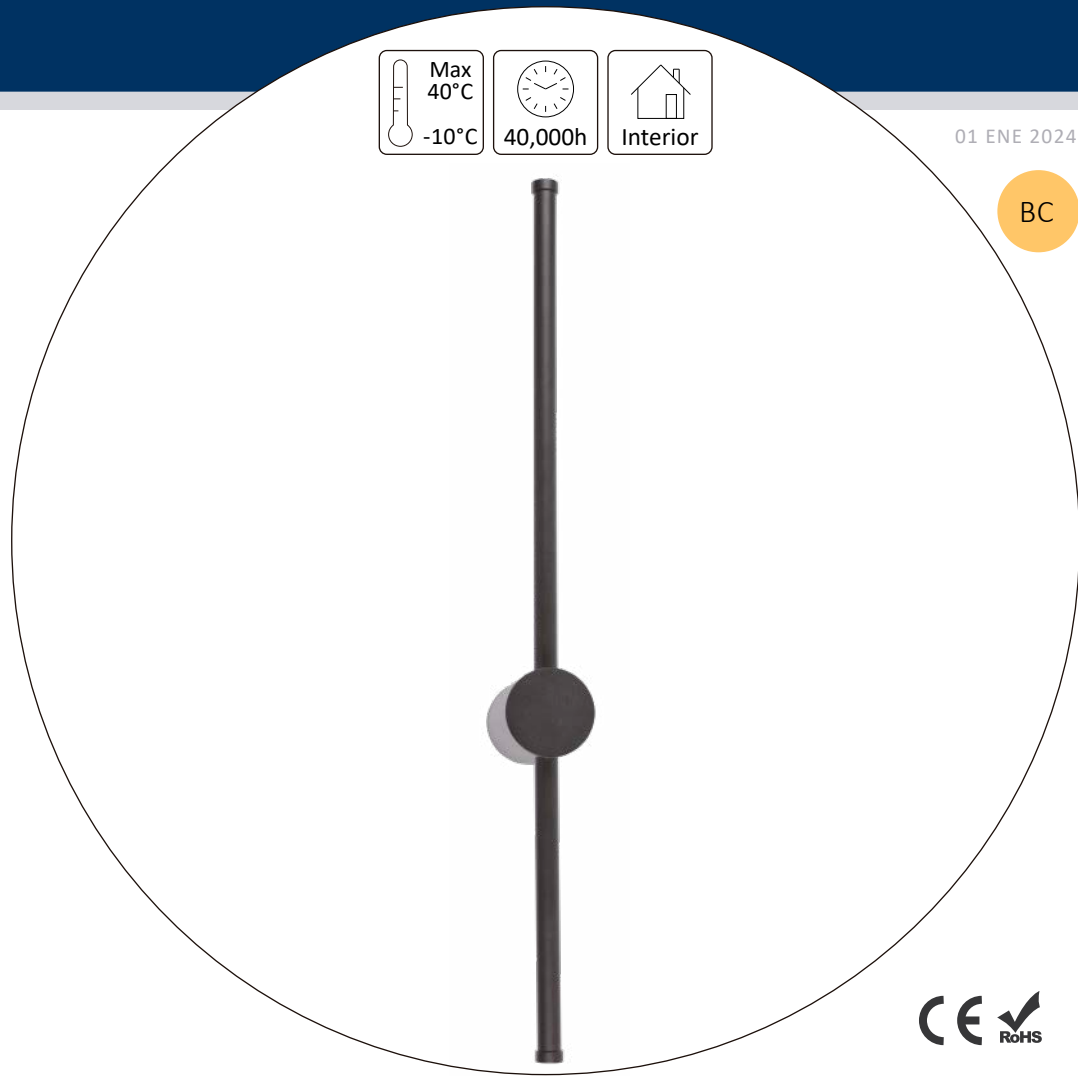 Max
40°C
-10°C
40,000h
Interior
01 ENE 2024
BC
CE
RoHS